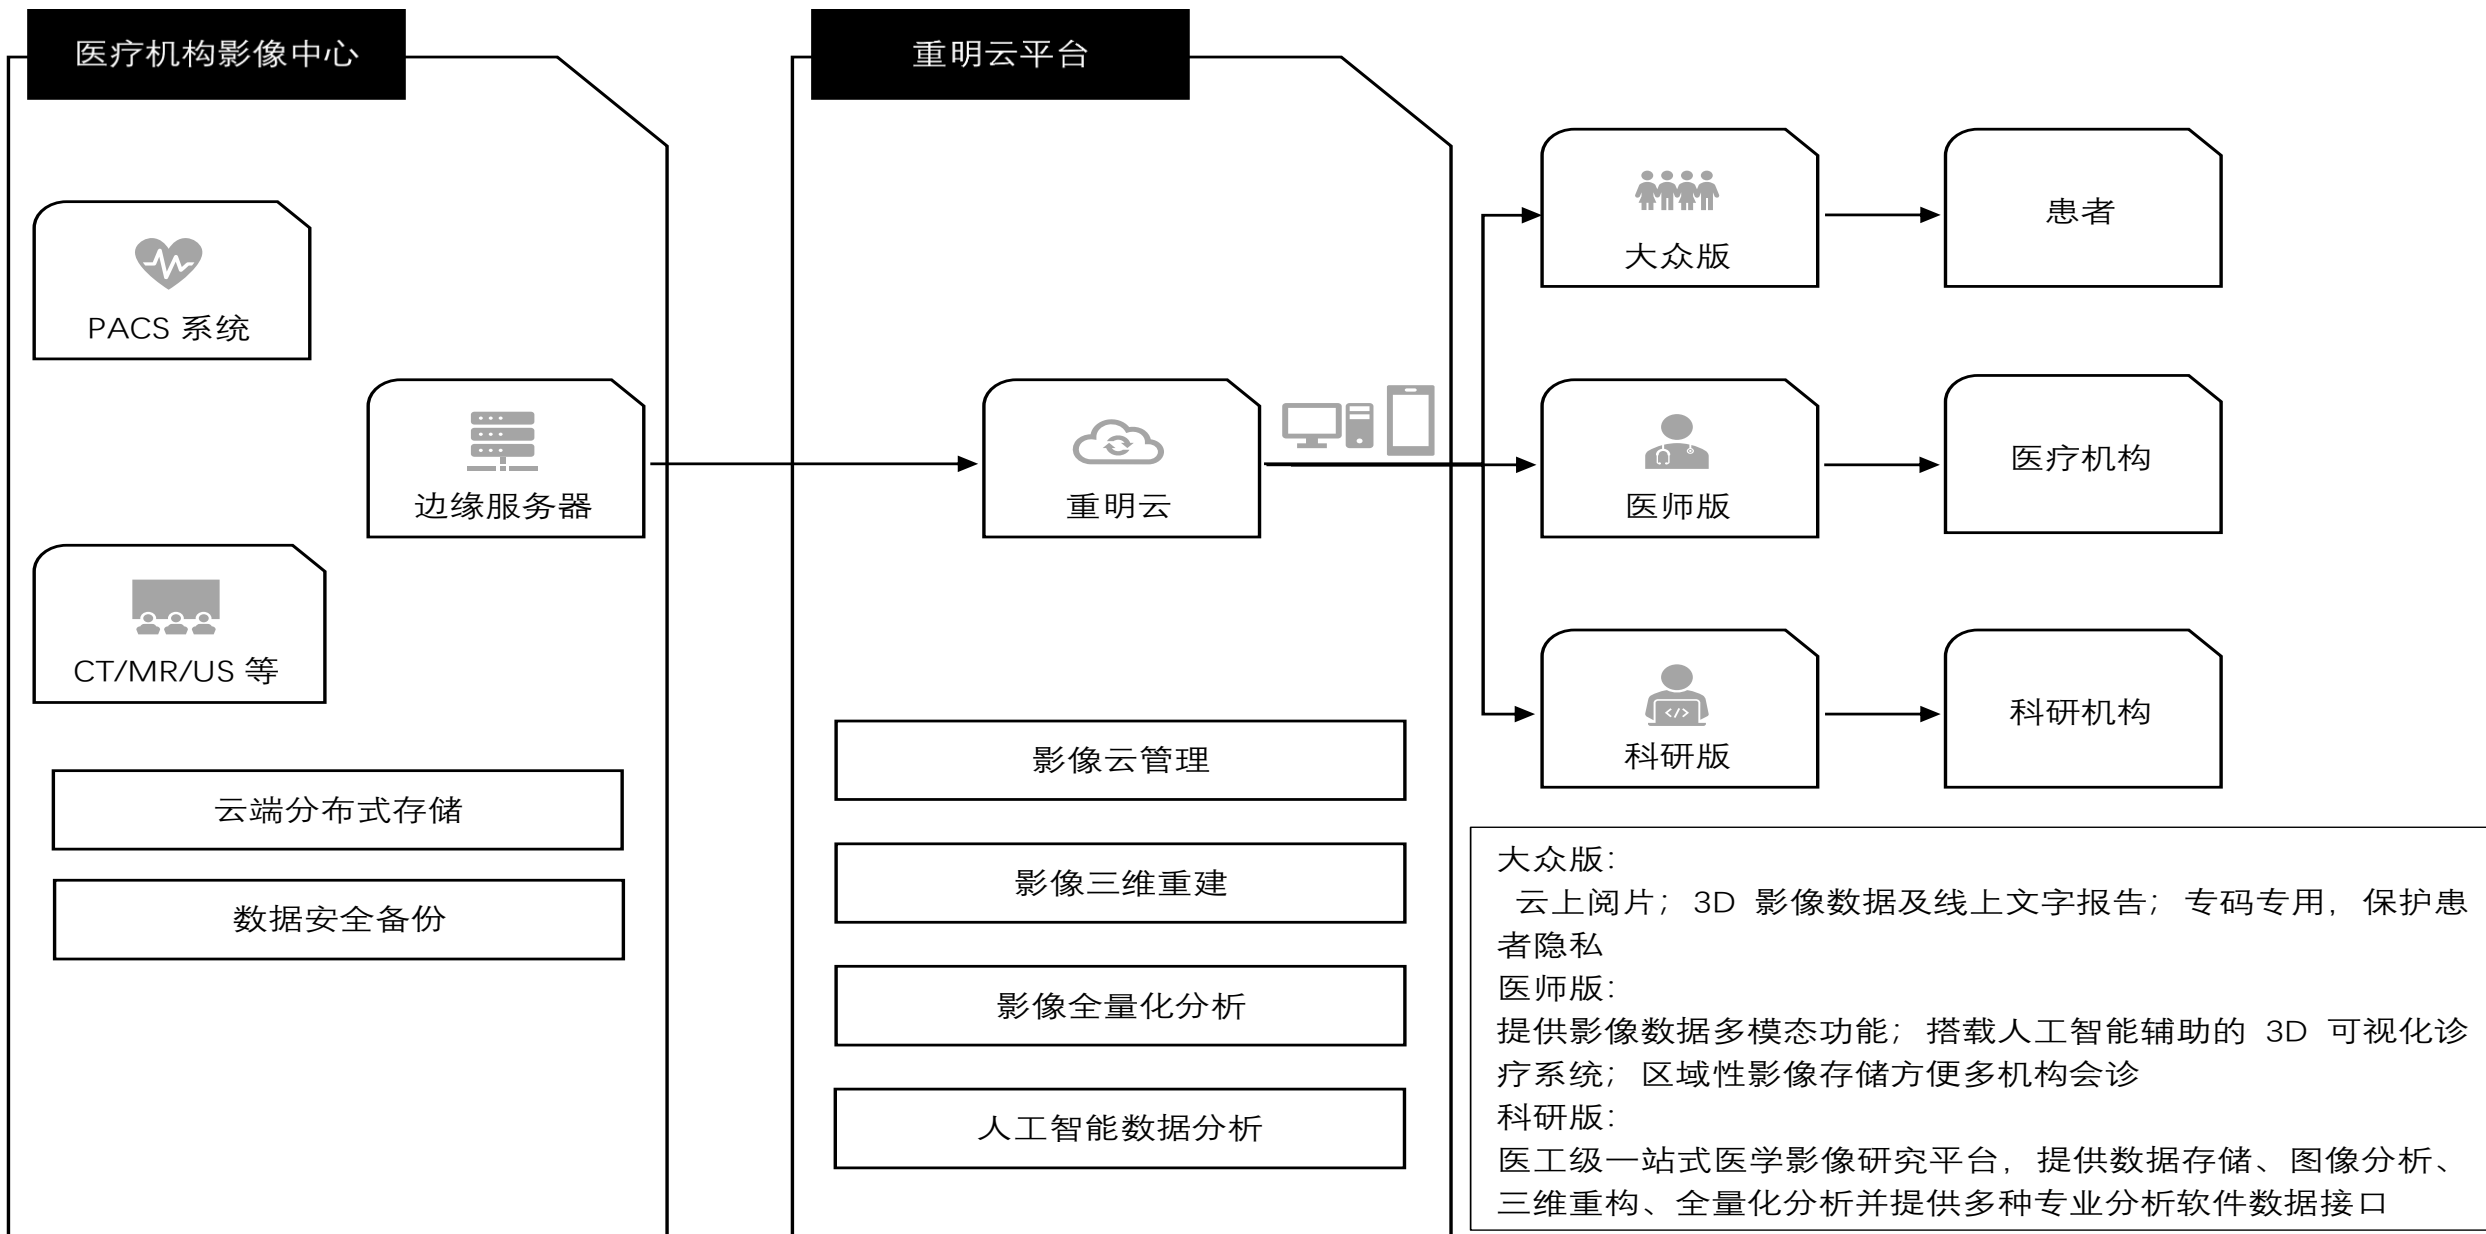 医疗机构影像中心
重明云平台
PACS 系统
边缘服务器
CT/MR/US 等
云端分布式存储
数据安全备份
重明云
影像云管理
影像三维重建
影像全量化分析
人工智能数据分析
大众版
患者
医师版
医疗机构
</>
科研版
科研机构
大众版：
云上阅片；3D 影像数据及线上文字报告；专码专用，保护患
者隐私
医师版：
提供影像数据多模态功能；搭载人工智能辅助的 3D 可视化诊
疗系统；区域性影像存储方便多机构会诊
科研版：
医工级一站式医学影像研究平台，提供数据存储、图像分析、
三维重构、全量化分析并提供多种专业分析软件数据接口